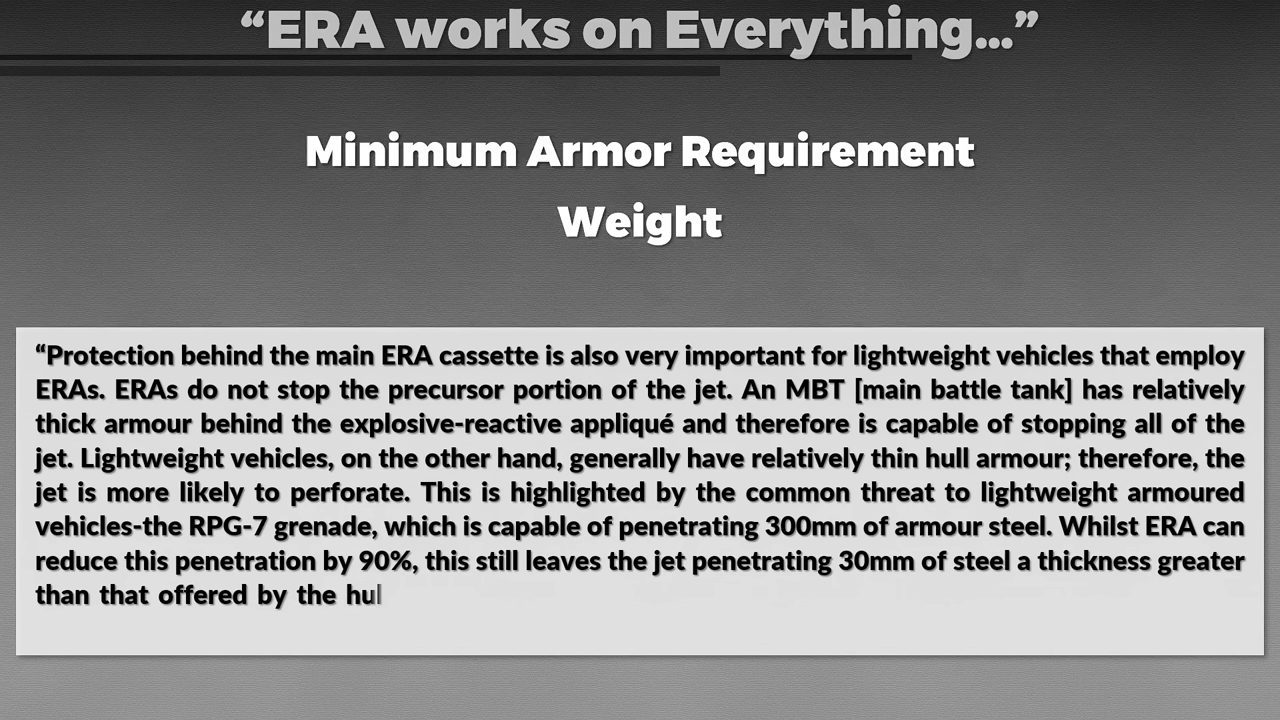 “ERA works on Everything...”
Minimum Armor Requirement
Weight
“Protection behind the main ERA cassette is also very important for lightweight vehicles that employ
ERAs. ERAs do not stop the precursor portion of the jet. An MBT [main battle tank] has relatively
thick armour behind the explosive-reactive appliqué and therefore is capable of stopping all of the
jet. Lightweight vehicles, on the other hand, generally have relatively thin hull armour; therefore, the
jet is more likely to perforate. This is highlighted by the common threat to lightweight armoured
vehicles-the RPG-7 grenade, which is capable of penetrating 300mm of armour steel. Whilst ERA can
reduce this penetration by 90%, this still leaves the jet penetrating 30mm of steel a thickness greater
than that offered by the hul